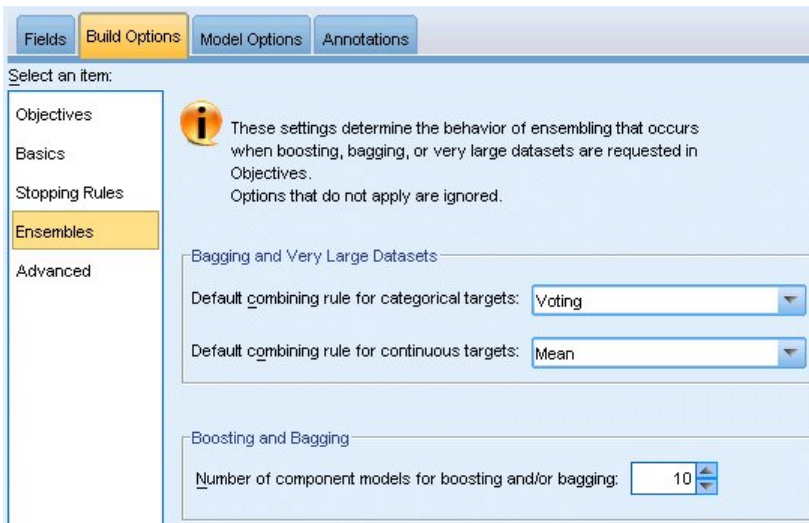 Fields
Build Options
Model Options
Annotations
Select an item:
Objectives
Basics
Stopping Rules
Ensembles
Advanced
These settings determine the behavior of ensembling that occurs
when boosting, bagging, or very large datasets are requested in
Objectives.
Options that do not apply are ignored.
Bagging and Very Large Datasets
Default combining rule for categorical targets: Voting
Default combining rule for continuous targets: Mean
Boosting and Bagging
Number of component models for boosting and/or bagging: 10